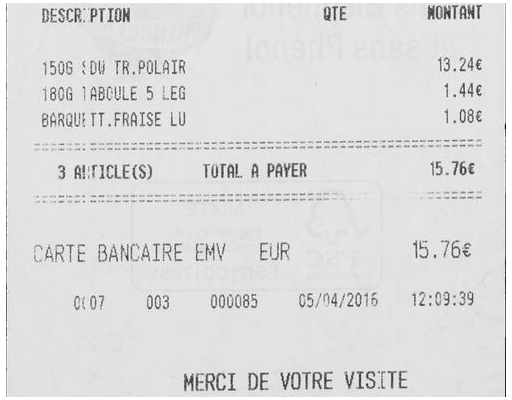 DESCRIPTION QTE MONTANT
150G SDW TR.POLAIR 13.24€
180G TABOULE 5 LEG 1.44€
BARQUETT.FRAISE LU 1.08€
3 ARTICLE(S) TOTAL A PAYER 15.76€
CARTE BANCAIRE EMV EUR 15.76€
0007 003 000085 05/04/2016 12:09:39
MERCI DE VOTRE VISITE